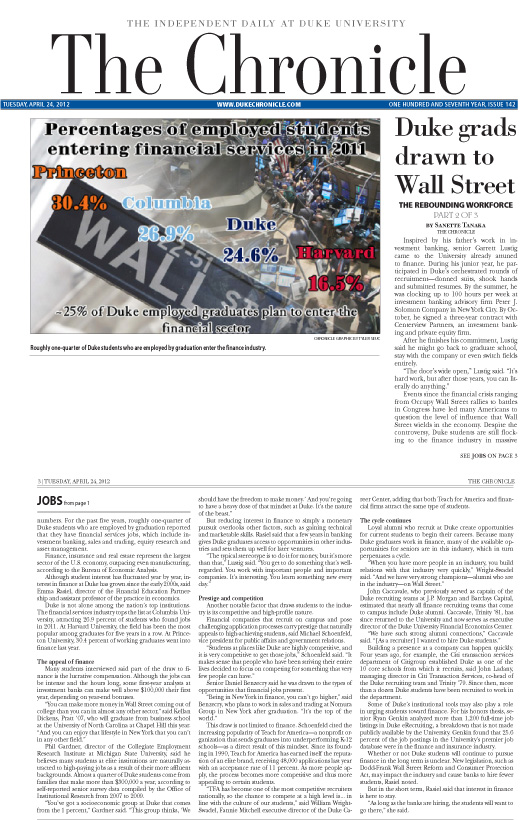 THE INDEPENDENT DAILY AT DUKE UNIVERSITY
The Chronicle
TUESDAY, APRIL 24, 2012
WWW.DUKECHRONICLE.COM
ONE HUNDRED AND SEVENTH YEAR, ISSUE 142
Percentages of employed students
entering financial services in 2011
Princeton
30.4%
Columbia
26.9%
Duke
24.6%
Harvard
16.5%
~25% of Duke employed graduates plan to enter the
financial sector
Roughly one-quarter of Duke students who are employed by graduation enter the finance industry.
Duke grads
drawn to
Wall Street
THE REBOUNDING WORKFORCE
PART 2 OF 3
BY SANETTE TANAKA
THE CHRONICLE
Inspired by his father's work in in-
vestment banking, senior Garrett Lustig
came to the University already attuned
to finance. During his junior year, he par-
ticipated in Duke's orchestrated rounds of
recruitment—donned suits, shook hands
and submitted resumes. By the summer, he
was clocking up to 100 hours per week at
investment banking advisory firm Peter J.
Solomon Company in New York City. By Oc-
tober, he signed a three-year contract with
Centerview Partners, an investment bank-
ing and private equity firm.
After he finishes his commitment, Lustig
said he might go back to graduate school,
stay with the company or even switch fields
entirely.
"The door's wide open," Lustig said. "It's
hard work, but after those years, you can lit-
erally do anything."
Events since the financial crisis ranging
from Occupy Wall Street rallies to battles
in Congress have led many Americans to
question the level of influence that Wall
Street wields in the economy. Despite the
controversy, Duke students are still flock-
ing to the finance industry in massive
SEE JOBS ON PAGE 3
3 | TUESDAY, APRIL 24, 2012
THE CHRONICLE
JOBS from page 1
numbers. For the past five years, roughly one-quarter of
Duke students who are employed by graduation reported
that they have financial services jobs, which include in-
vestment banking, sales and trading, equity research and
asset management.
Finance, insurance and real estate represent the largest
sector of the U.S. economy, outpacing even manufacturing,
according to the Bureau of Economic Analysis.
Although student interest has fluctuated year by year, in-
terest in finance at Duke has grown since the early 2000s, said
Emma Rasiel, director of the Financial Education Partner-
ship and assistant professor of the practice in economics.
Duke is not alone among the nation's top institutions.
The financial services industry tops the list at Columbia Uni-
versity, attracting 26.9 percent of students who found jobs
in 2011. At Harvard University, the field has been the most
popular among graduates for five years in a row. At Prince-
ton University, 30.4 percent of working graduates went into
finance last year.
The appeal of finance
Many students interviewed said part of the draw to fi-
nance is the lucrative compensation. Although the jobs can
be intense and the hours long, some first-year analysts at
investment banks can make well above $100,000 their first
year, depending on year-end bonuses.
"You can make more money in Wall Street coming out of
college than you can in almost any other sector," said Kellan
Dickens, Pratt '07, who will graduate from business school
at the University of North Carolina at Chapel Hill this year.
"And you can enjoy that lifestyle in New York that you can't
in any other field."
Phil Gardner, director of the Collegiate Employment
Research Institute at Michigan State University, said he
believes many students at elite institutions are naturally at-
tracted to high-paying jobs as a result of their more affluent
backgrounds. Almost a quarter of Duke students come from
families that make more than $300,000 a year, according to
self-reported senior survey data compiled by the Office of
Institutional Research from 2007 to 2009.
"You've got a socioeconomic group at Duke that comes
from the 1 percent," Gardner said. "This group thinks, 'We
should have the freedom to make money.' And you're going
to have a heavy dose of that mindset at Duke. It's the nature
of the beast."
But reducing interest in finance to simply a monetary
pursuit overlooks other factors, such as gaining technical
and marketable skills. Rasiel said that a few years in banking
gives Duke graduates access to opportunities in other indus-
tries and sets them up well for later ventures.
"The typical stereotype is to do it for money, but it's more
than that," Lustig said. "You get to do things that's well-
regarded. You work with important people and important
companies. It's interesting. You learn something new every
day."
Prestige and competition
Another notable factor that draws students to the indus-
try is its competitive and high-profile nature.
Financial companies that recruit on campus and pose
challenging application processes carry prestige that naturally
appeals to high-achieving students, said Michael Schoenfeld,
vice president for public affairs and government relations.
"Students at places like Duke are highly competitive, and
it is very competitive to get these jobs," Schoenfeld said. "It
makes sense that people who have been striving their entire
lives decided to focus on competing for something that very
few people can have."
Senior Daniel Benezry said he was drawn to the types of
opportunities that financial jobs present.
"Being in New York in finance, you can't go higher," said
Benezry, who plans to work in sales and trading at Nomura
Group in New York after graduation. "It's the top of the
world."
This draw is not limited to finance. Schoenfeld cited the
increasing popularity of Teach for America—a nonprofit or-
ganization that sends graduates into underperforming K-12
schools—as a direct result of this mindset. Since its found-
ing in 1990, Teach for America has earned itself the reputa-
tion of an elite brand, receiving 48,000 applications last year
with an acceptance rate of 11 percent. As more people ap-
ply, the process becomes more competitive and thus more
appealing to certain students.
"TFA has become one of the most competitive recruiters
nationally, so the chance to compete at a high level is... in
line with the culture of our students," said William Wright-
Swadel, Fannie Mitchell executive director of the Duke Ca-
reer Center, adding that both Teach for America and finan-
cial firms attract the same type of students.
The cycle continues
Loyal alumni who recruit at Duke create opportunities
for current students to begin their careers. Because many
Duke graduates work in finance, many of the available op-
portunities for seniors are in this industry, which in turn
perpetuates a cycle.
"When you have more people in an industry, you build
relations with that industry very quickly," Wright-Swadel
said. "And we have very strong champions—alumni who are
in the industry—on Wall Street."
John Caccavale, who previously served as captain of the
Duke recruiting team at J.P. Morgan and Barclays Capital,
estimated that nearly all finance recruiting teams that come
to campus include Duke alumni. Caccavale, Trinity '81, has
since returned to the University and now serves as executive
director of the Duke University Financial Economics Center.
"We have such strong alumni connections," Caccavale
said. "[As a recruiter] I wanted to hire Duke students."
Building a presence at a company can happen quickly.
Four years ago, for example, the Citi transaction services
department of Citigroup established Duke as one of the
10 core schools from which it recruits, said John Ladany,
managing director in Citi Transaction Services, co-head of
the Duke recruiting team and Trinity '79. Since then, more
than a dozen Duke students have been recruited to work in
the department.
Some of Duke's institutional tools may also play a role
in urging students toward finance. For his honors thesis, se-
nior Ryan Genkin analyzed more than 1,200 full-time job
listings in Duke eRecruiting, a breakdown that is not made
publicly available by the University. Genkin found that 25.6
percent of the job postings in the University's premier job
database were in the finance and insurance industry.
Whether or not Duke students will continue to pursue
finance in the long term is unclear. New legislation, such as
Dodd-Frank Wall Street Reform and Consumer Protection
Act, may impact the industry and cause banks to hire fewer
students, Rasiel noted.
But in the short term, Rasiel said that interest in finance
is here to stay.
"As long as the banks are hiring, the students will want to
go there," she said.